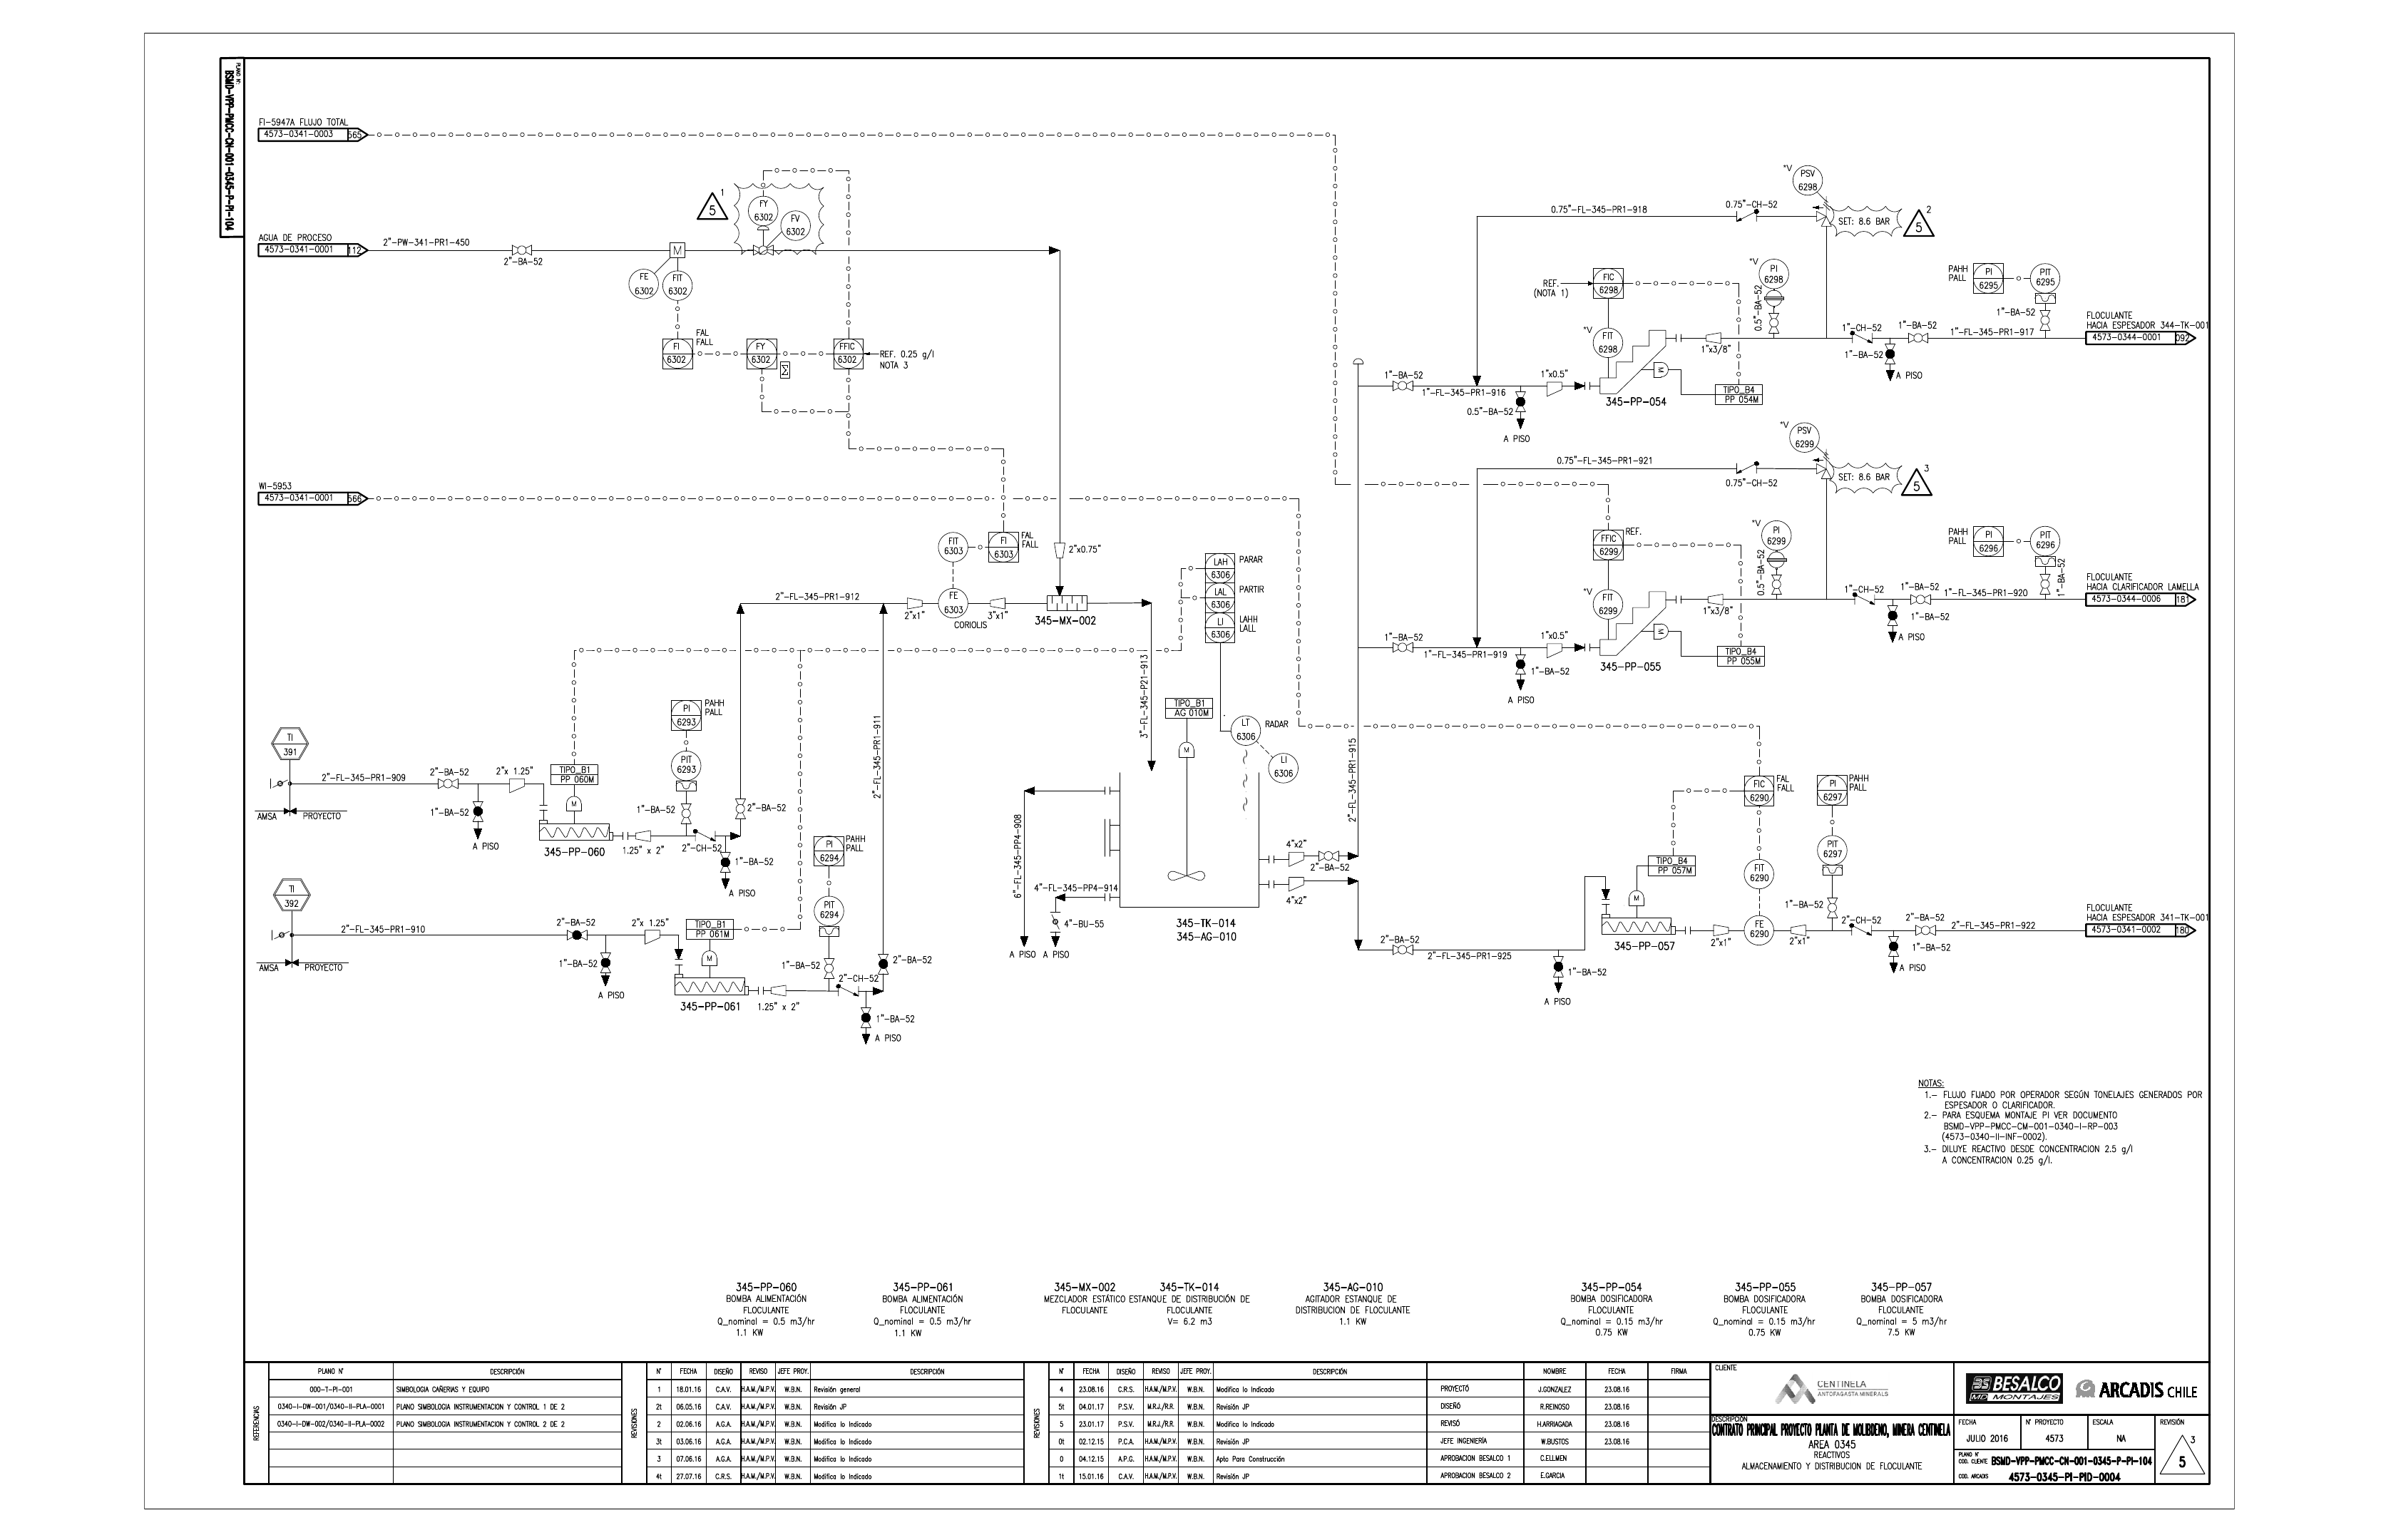 PLANO N°:
BSMD-VPP-PMCC-CN-001-0345-P-PI-104
FI-5947A FLUJO TOTAL
4573-0341-0003 565
AGUA DE PROCESO
4573-0341-0001 112
2"-PW-341-PR1-450
2"-BA-52
M
FE
6302
FIT
6302
1
5
FY
6302
FV
6302
FAL
FALL
FI
6302
FY
6302
Σ
FFIC
6302
REF. 0.25 g/l
NOTA 3
WI-5953
4573-0341-0001 566
FIT
6303
FI
6303
FAL
FALL
2"x0.75"
2"-FL-345-PR1-912
2"x1"
FE
6303
CORIOLIS
3"x1"
345-MX-002
LAH
6306
PARAR
LAL
6306
PARTIR
LI
6306
LAHH
LALL
3"-FL-345-P21-913
2"-FL-345-PR1-911
TIPO_B1
AG 010M
M
LT
6306
RADAR
LI
6306
TI
391
2"-FL-345-PR1-909
AMSA
PROYECTO
2"-BA-52
2"x 1.25"
1"-BA-52
A PISO
TIPO_B1
PP 060M
M
345-PP-060
1.25" x 2"
PI
6293
PAHH
PALL
PIT
6293
1"-BA-52
2"-CH-52
2"-BA-52
1"-BA-52
A PISO
TI
392
2"-FL-345-PR1-910
AMSA
PROYECTO
2"-BA-52
2"x 1.25"
1"-BA-52
A PISO
TIPO_B1
PP 061M
M
345-PP-061
1.25" x 2"
PI
6294
PAHH
PALL
PIT
6294
1"-BA-52
2"-CH-52
2"-BA-52
1"-BA-52
A PISO
6"-FL-345-PP4-908
4"-FL-345-PP4-914
4"-BU-55
A PISO
A PISO
345-TK-014
345-AG-010
4"x2"
2"-BA-52
4"x2"
2"-FL-345-PR1-915
*V
PSV
6298
0.75"-FL-345-PR1-918
0.75"-CH-52
SET: 8.6 BAR
2
5
REF.
(NOTA 1)
FIC
6298
*V
FIT
6298
*V
PI
6298
0.5"-BA-52
PAHH
PALL
PI
6295
PIT
6295
1"-BA-52
1"-CH-52
1"-BA-52
1"-FL-345-PR1-917
FLOCULANTE
HACIA ESPESADOR 344-TK-001
4573-0344-0001 092
1"-BA-52
A PISO
1"-BA-52
1"-FL-345-PR1-916
1"x0.5"
1"x3/8"
M
345-PP-054
TIPO_B4
PP 054M
0.5"-BA-52
A PISO
*V
PSV
6299
0.75"-FL-345-PR1-921
0.75"-CH-52
SET: 8.6 BAR
3
5
FFIC
6299
REF.
*V
FIT
6299
*V
PI
6299
0.5"-BA-52
PAHH
PALL
PI
6296
PIT
6296
1"-BA-52
1"-CH-52
1"-BA-52
1"-FL-345-PR1-920
FLOCULANTE
HACIA CLARIFICADOR LAMELLA
4573-0344-0006 181
1"-BA-52
A PISO
1"-BA-52
1"-FL-345-PR1-919
1"x0.5"
1"x3/8"
M
345-PP-055
TIPO_B4
PP 055M
1"-BA-52
A PISO
FIC
6290
FAL
FALL
PI
6297
PAHH
PALL
TIPO_B4
PP 057M
M
FIT
6290
PIT
6297
1"-BA-52
FE
6290
2"x1"
2"x1"
345-PP-057
2"-CH-52
2"-BA-52
2"-FL-345-PR1-922
FLOCULANTE
HACIA ESPESADOR 341-TK-001
4573-0341-0002 180
1"-BA-52
A PISO
2"-BA-52
2"-FL-345-PR1-925
1"-BA-52
A PISO
NOTAS:
1.- FLUJO FIJADO POR OPERADOR SEGÚN TONELAJES GENERADOS POR
ESPESADOR O CLARIFICADOR.
2.- PARA ESQUEMA MONTAJE PI VER DOCUMENTO
BSMD-VPP-PMCC-CM-001-0340-I-RP-003
(4573-0340-II-INF-0002).
3.- DILUYE REACTIVO DESDE CONCENTRACION 2.5 g/l
A CONCENTRACION 0.25 g/l.
345-PP-060
BOMBA ALIMENTACIÓN
FLOCULANTE
Q_nominal = 0.5 m3/hr
1.1 KW
345-PP-061
BOMBA ALIMENTACIÓN
FLOCULANTE
Q_nominal = 0.5 m3/hr
1.1 KW
345-MX-002
MEZCLADOR ESTÁTICO
FLOCULANTE
345-TK-014
ESTANQUE DE DISTRIBUCIÓN DE
FLOCULANTE
V= 6.2 m3
345-AG-010
AGITADOR ESTANQUE DE
DISTRIBUCION DE FLOCULANTE
1.1 KW
345-PP-054
BOMBA DOSIFICADORA
FLOCULANTE
Q_nominal = 0.15 m3/hr
0.75 KW
345-PP-055
BOMBA DOSIFICADORA
FLOCULANTE
Q_nominal = 0.15 m3/hr
0.75 KW
345-PP-057
BOMBA DOSIFICADORA
FLOCULANTE
Q_nominal = 5 m3/hr
7.5 KW
REFERENCIAS
PLANO N° DESCRIPCIÓN
000-T-PI-001 SIMBOLOGIA CAÑERIAS Y EQUIPO
0340-I-DW-001/0340-II-PLA-0001 PLANO SIMBOLOGIA INSTRUMENTACION Y CONTROL 1 DE 2
0340-I-DW-002/0340-II-PLA-0002 PLANO SIMBOLOGIA INSTRUMENTACION Y CONTROL 2 DE 2
REVISIONES
N° FECHA DISEÑO REVISO JEFE PROY. DESCRIPCIÓN
1 18.01.16 C.A.V. H.A.M./M.P.V. W.B.N. Revisión general
2t 06.05.16 C.A.V. H.A.M./M.P.V. W.B.N. Revisión JP
2 02.06.16 A.G.A. H.A.M./M.P.V. W.B.N. Modifica lo Indicado
3t 03.06.16 A.G.A. H.A.M./M.P.V. W.B.N. Modifica lo Indicado
3 07.06.16 A.G.A. H.A.M./M.P.V. W.B.N. Modifica lo Indicado
4t 27.07.16 C.R.S. H.A.M./M.P.V. W.B.N. Modifica lo Indicado
REVISIONES
N° FECHA DISEÑO REVISO JEFE PROY. DESCRIPCIÓN
4 23.08.16 C.R.S. H.A.M./M.P.V. W.B.N. Modifica lo Indicado
5t 04.01.17 P.S.V. M.R.J./R.R. W.B.N. Revisión JP
5 23.01.17 P.S.V. M.R.J./R.R. W.B.N. Modifica lo Indicado
0t 02.12.15 P.C.A. H.A.M./M.P.V. W.B.N. Revisión JP
0 04.12.15 A.P.G. H.A.M./M.P.V. W.B.N. Apto Para Construcción
1t 15.01.16 C.A.V. H.A.M./M.P.V. W.B.N. Revisión JP
NOMBRE FECHA FIRMA
PROYECTÓ J.GONZALEZ 23.08.16
DISEÑÓ R.REINOSO 23.08.16
REVISÓ H.ARRIAGADA 23.08.16
JEFE INGENIERÍA W.BUSTOS 23.08.16
APROBACION BESALCO 1 C.ELLMEN
APROBACION BESALCO 2 E.GARCIA
CLIENTE
CENTINELA
ANTOFAGASTA MINERALS
DESCRIPCIÓN
CONTRATO PRINCIPAL PROYECTO PLANTA DE MOLIBDENO, MINERA CENTINELA
AREA 0345
REACTIVOS
ALMACENAMIENTO Y DISTRIBUCION DE FLOCULANTE
BESALCO
MD MONTAJES
ARCADIS CHILE
FECHA
JULIO 2016
N° PROYECTO
4573
ESCALA
NA
REVISIÓN
3
5
PLANO N°
COD. CLIENTE BSMD-VPP-PMCC-CN-001-0345-P-PI-104
COD. ARCADIS 4573-0345-PI-PID-0004